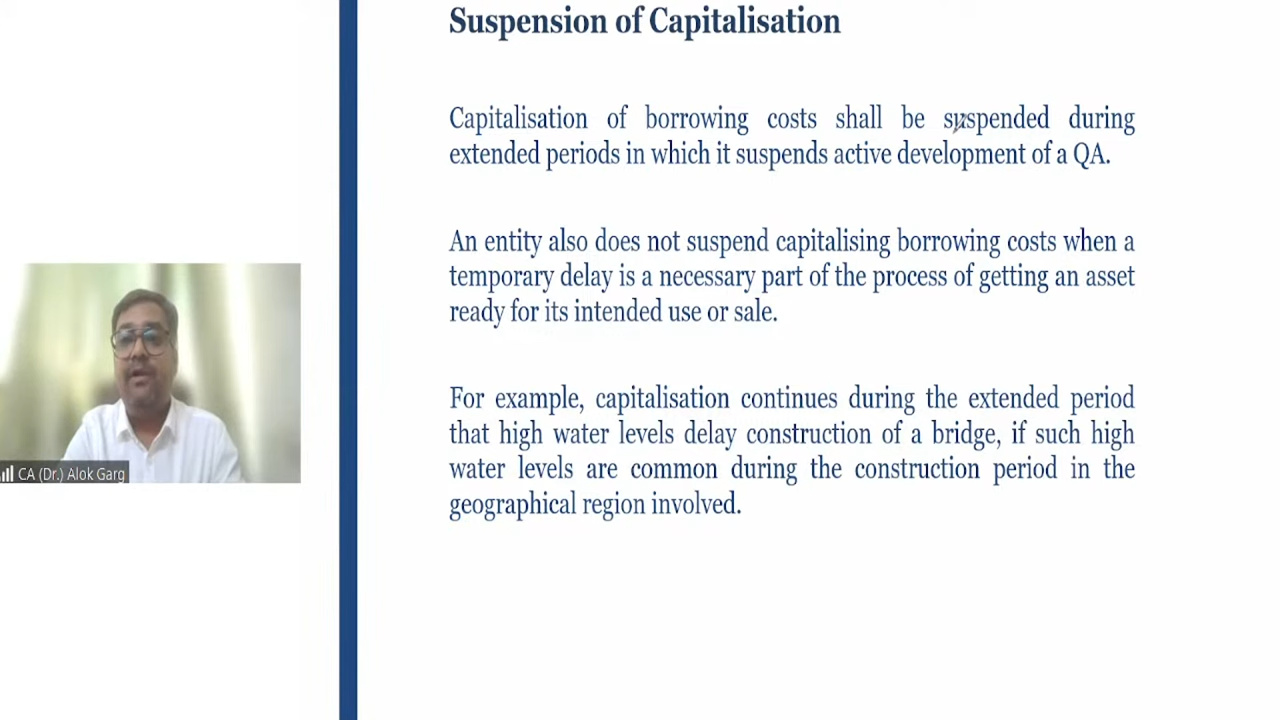 Suspension of Capitalisation
Capitalisation of borrowing costs shall be suspended during
extended periods in which it suspends active development of a QA.
An entity also does not suspend capitalising borrowing costs when a
temporary delay is a necessary part of the process of getting an asset
ready for its intended use or sale.
For example, capitalisation continues during the extended period
that high water levels delay construction of a bridge, if such high
water levels are common during the construction period in the
geographical region involved.
CA (Dr.) Alok Garg